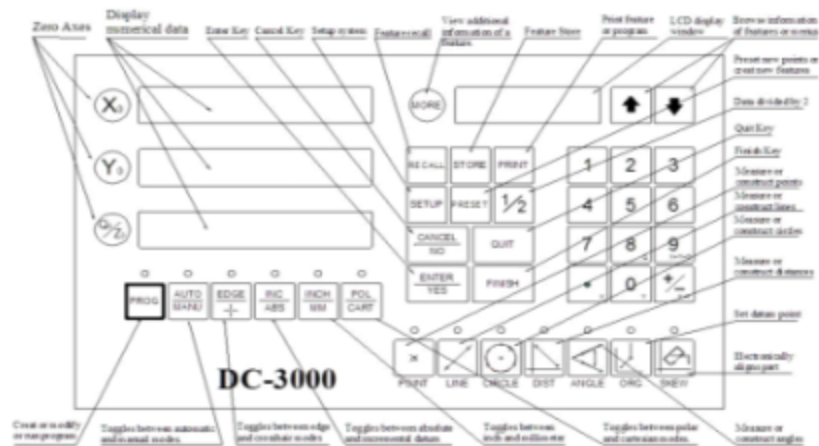 Zero Axes
Display
numerical data
Enter Key
Cancel Key
Setup system
Feature recall
View additional
information of a
feature
Feature Store
Print feature
or program
LCD display
window
Browse information
of features or menus
Preset new points or
creat new features
Data divided by 2
Quit Key
Finish Key
Measure or
construct points
Measure or
construct lines
Measure or
construct circles
Measure or
construct distances
Set datum point
Electronically
aligns part
Measure or
construct angles
X0
Y0
MORE
RECALL STORE PRINT
SETUP PRESET 1/2
CANCEL
NO
QUIT
ENTER
YES
FINISH
1 2 3
4 5 6
7 8 9
. 0 +/-
PROG
AUTO
MANU
EDGE
INC
ABS
INCH
MM
POL
CART
POINT LINE CIRCLE DIST ANGLE ORG SKEW
DC-3000
Creat or modify
or run program
Toggles between automatic
and manual modes
Toggles between edge
and crosshair modes
Toggles between absolute
and incremental datum
Toggles between
inch and millimeter
Toggles between polar
and cartesian modes